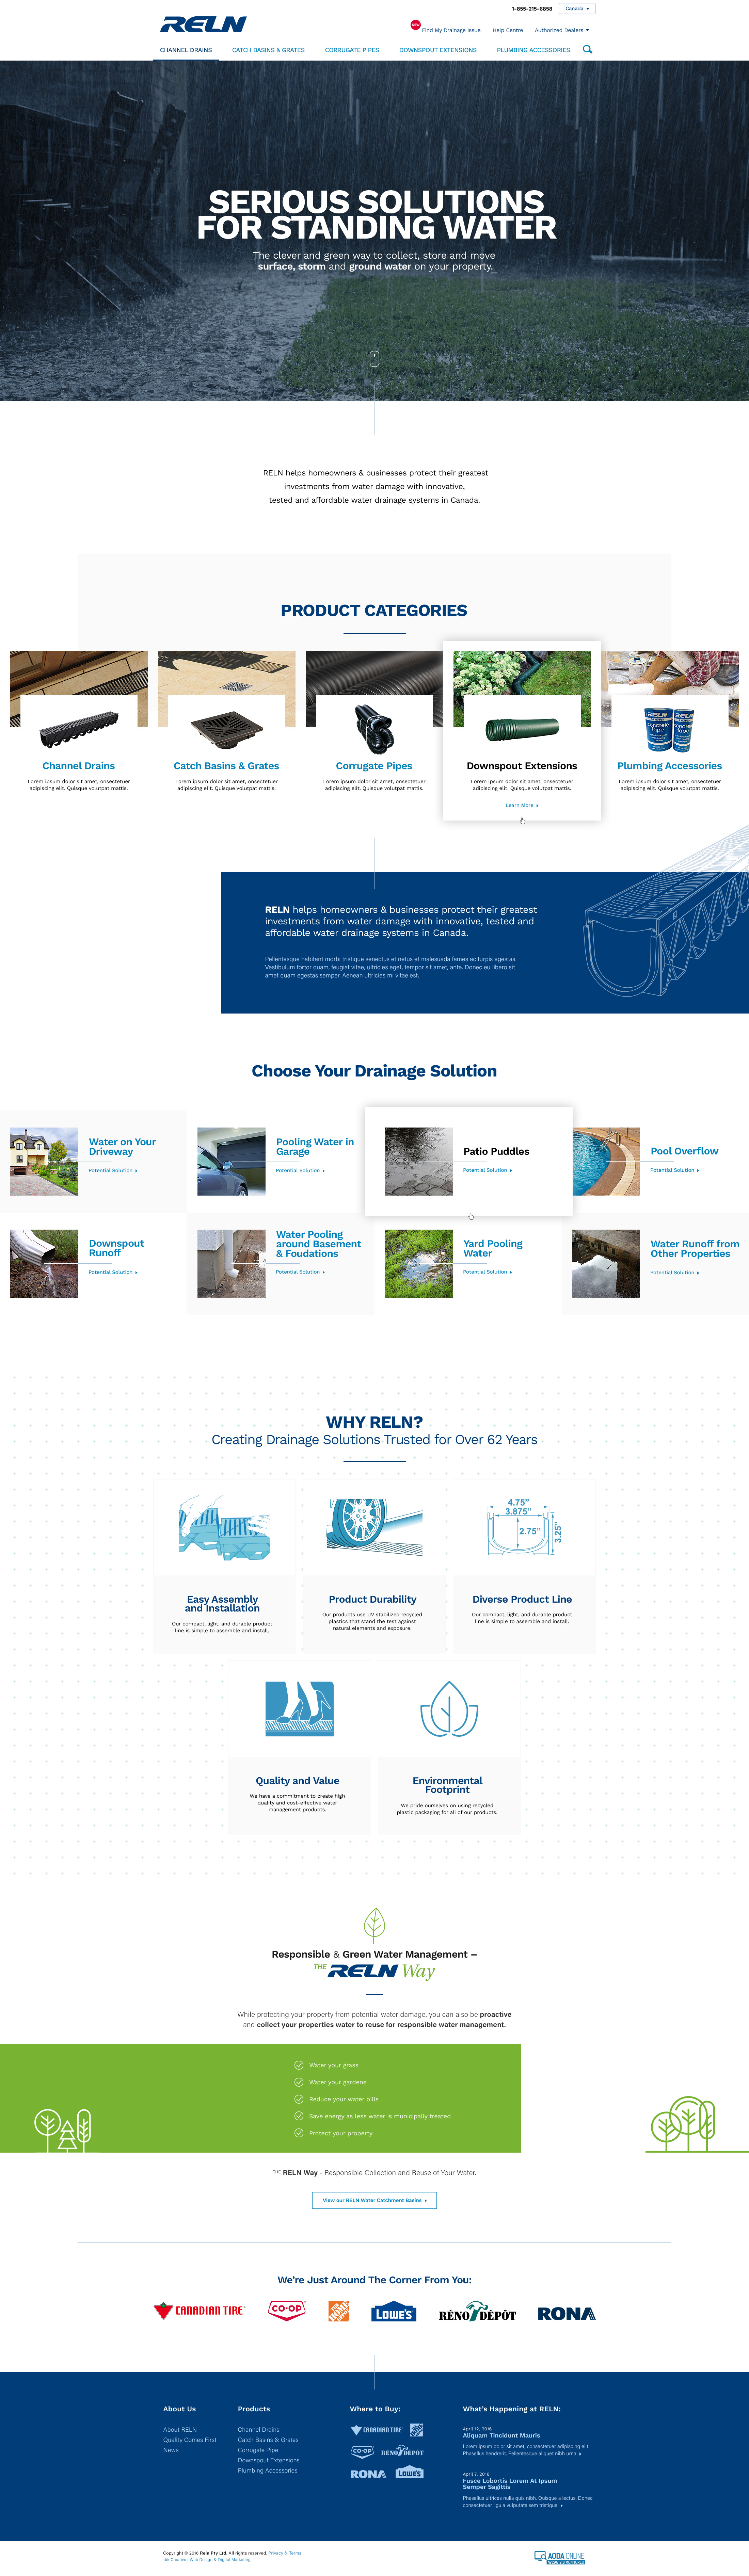 1-855-215-6858
Canada
RELN
NEW
Find My Drainage Issue
Help Centre
Authorized Dealers
CHANNEL DRAINS
CATCH BASINS & GRATES
CORRUGATE PIPES
DOWNSPOUT EXTENSIONS
PLUMBING ACCESSORIES
SERIOUS SOLUTIONS
FOR STANDING WATER
The clever and green way to collect, store and move
surface, storm and ground water on your property.
RELN helps homeowners & businesses protect their greatest
investments from water damage with innovative,
tested and affordable water drainage systems in Canada.
PRODUCT CATEGORIES
Channel Drains
Lorem ipsum dolor sit amet, onsectetuer
adipiscing elit. Quisque volutpat mattis.
Catch Basins & Grates
Lorem ipsum dolor sit amet, onsectetuer
adipiscing elit. Quisque volutpat mattis.
Corrugate Pipes
Lorem ipsum dolor sit amet, onsectetuer
adipiscing elit. Quisque volutpat mattis.
Downspout Extensions
Lorem ipsum dolor sit amet, onsectetuer
adipiscing elit. Quisque volutpat mattis.
Learn More
RELN
concrete
tape
RELN
concrete
tape
Plumbing Accessories
Lorem ipsum dolor sit amet, onsectetuer
adipiscing elit. Quisque volutpat mattis.
RELN helps homeowners & businesses protect their greatest
investments from water damage with innovative, tested and
affordable water drainage systems in Canada.
Pellentesque habitant morbi tristique senectus et netus et malesuada fames ac turpis egestas.
Vestibulum tortor quam, feugiat vitae, ultricies eget, tempor sit amet, ante. Donec eu libero sit
amet quam egestas semper. Aenean ultricies mi vitae est.
Choose Your Drainage Solution
Water on Your
Driveway
Potential Solution
Pooling Water in
Garage
Potential Solution
Patio Puddles
Potential Solution
Pool Overflow
Potential Solution
Downspout
Runoff
Potential Solution
Water Pooling
around Basement
& Foudations
Potential Solution
Yard Pooling
Water
Potential Solution
Water Runoff from
Other Properties
Potential Solution
WHY RELN?
Creating Drainage Solutions Trusted for Over 62 Years
Easy Assembly
and Installation
Our compact, light, and durable product
line is simple to assemble and install.
Product Durability
Our products use UV stabilized recycled
plastics that stand the test against
natural elements and exposure.
4.75"
3.875"
2.75"
3.25"
Diverse Product Line
Our compact, light, and durable product
line is simple to assemble and install.
Quality and Value
We have a commitment to create high
quality and cost-effective water
management products.
Environmental
Footprint
We pride ourselves on using recycled
plastic packaging for all of our products.
Responsible & Green Water Management –
THE RELN Way
While protecting your property from potential water damage, you can also be proactive
and collect your properties water to reuse for responsible water management.
Water your grass
Water your gardens
Reduce your water bills
Save energy as less water is municipally treated
Protect your property
THE RELN Way - Responsible Collection and Reuse of Your Water.
View our RELN Water Catchment Basins
We're Just Around The Corner From You:
CANADIAN TIRE
CO-OP
LOWE'S
RÉNO DÉPÔT
RONA
About Us
About RELN
Quality Comes First
News
Products
Channel Drains
Catch Basins & Grates
Corrugate Pipe
Downspout Extensions
Plumbing Accessories
Where to Buy:
CANADIAN TIRE
CO-OP
RÉNO DÉPÔT
RONA
LOWE'S
What's Happening at RELN:
April 13, 2016
Aliquam Tincidunt Mauris
Lorem ipsum dolor sit amet, consectetuer adipiscing elit.
Phasellus hendrerit. Pellentesque aliquet nibh urna
April 7, 2016
Fusce Lobortis Lorem At Ipsum
Semper Sagittis
Phasellus ultrices nulla quis nibh. Quisque a lectus. Donec
consectetuer ligula vulputate sem tristique
Copyright © 2016 Reln Pty Ltd. All rights reserved. Privacy & Terms
| Web Design & Digital Marketing
AODA ONLINE